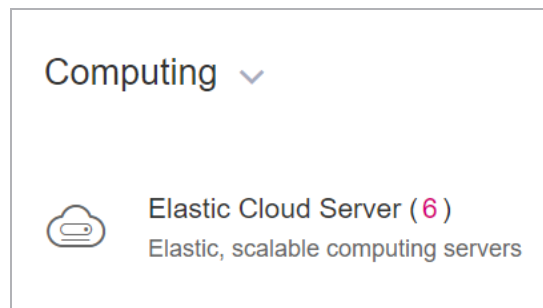 Computing
Elastic Cloud Server (6)
Elastic, scalable computing servers